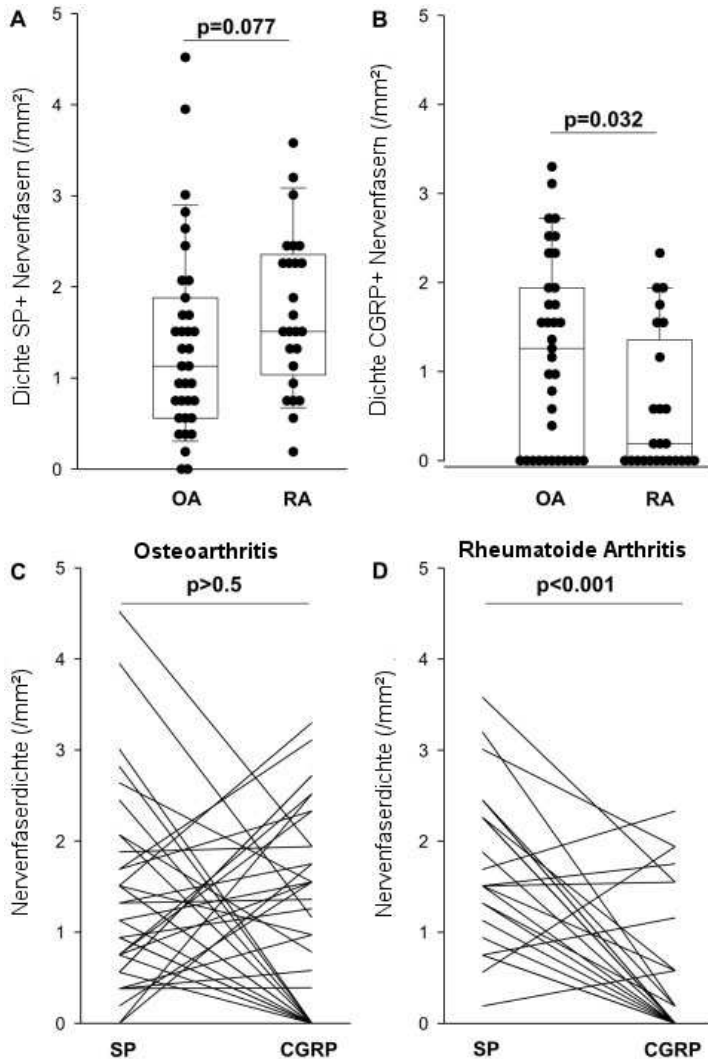 A
p=0.077
Dichte SP+ Nervenfasern (/mm²)
5
4
3
2
1
0
OA RA
B
p=0.032
Dichte CGRP+ Nervenfasern (/mm²)
5
4
3
2
1
0
OA RA
C
Osteoarthritis
p>0.5
Nervenfaserdichte (/mm²)
5
4
3
2
1
0
SP CGRP
D
Rheumatoide Arthritis
p<0.001
Nervenfaserdichte (/mm²)
5
4
3
2
1
0
SP CGRP